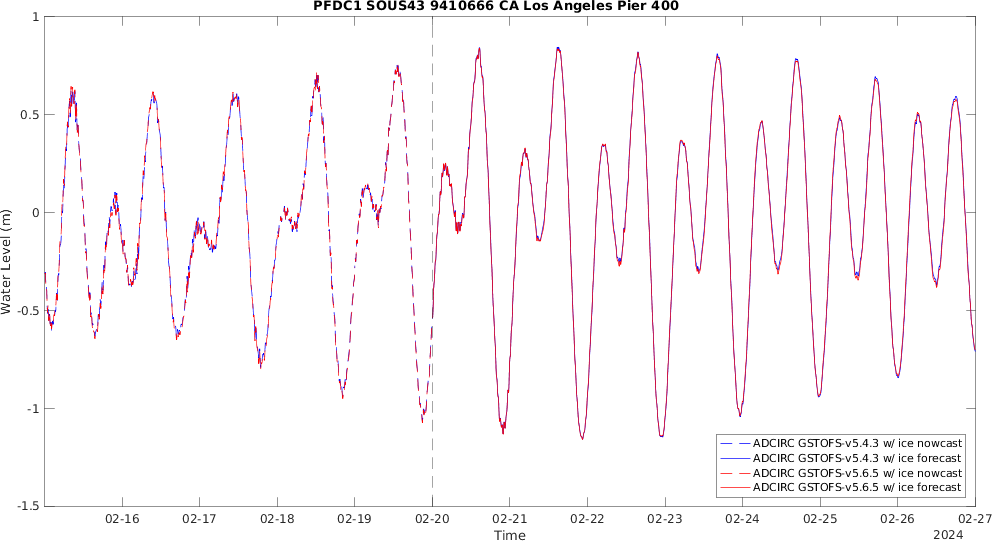 PFDC1 SOUS43 9410666 CA Los Angeles Pier 400
1
0.5
0
-0.5
-1
-1.5
Water Level (m)
02-16 02-17 02-18 02-19 02-20 02-21 02-22 02-23 02-24 02-25 02-26 02-27
Time
2024
ADCIRC GSTOFS-v5.4.3 w/ ice nowcast
ADCIRC GSTOFS-v5.4.3 w/ ice forecast
ADCIRC GSTOFS-v5.6.5 w/ ice nowcast
ADCIRC GSTOFS-v5.6.5 w/ ice forecast